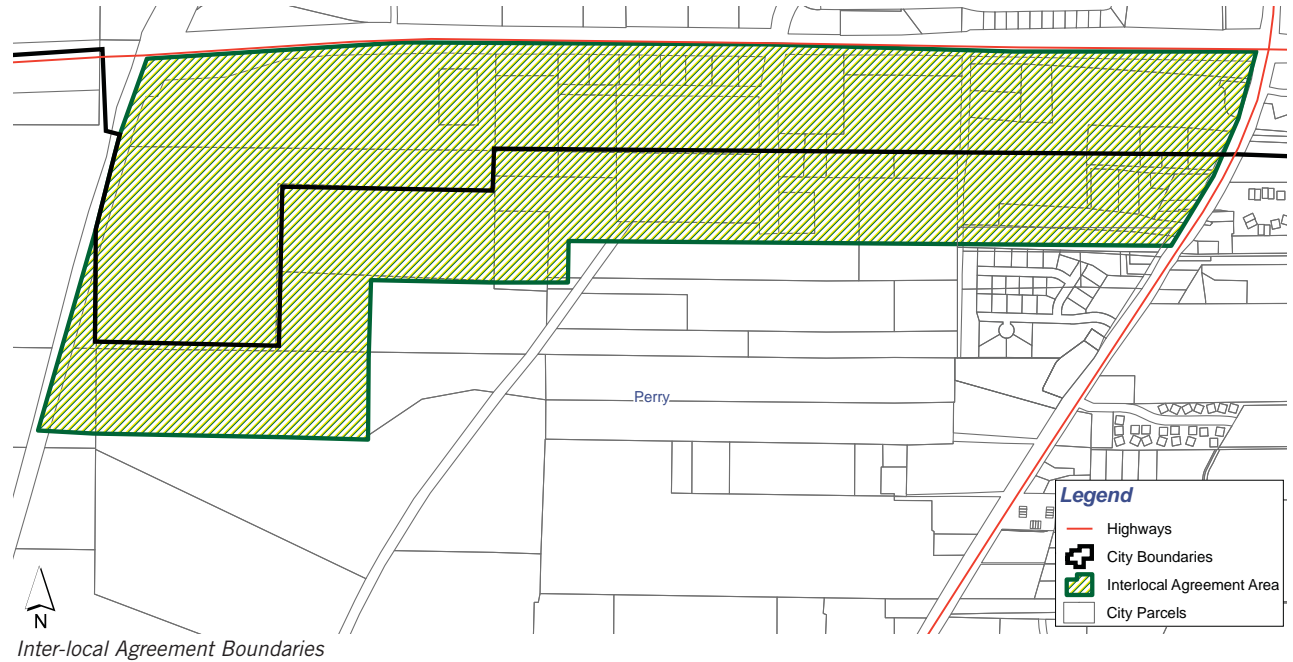 Perry
Legend
Highways
City Boundaries
Interlocal Agreement Area
City Parcels
N
Inter-local Agreement Boundaries